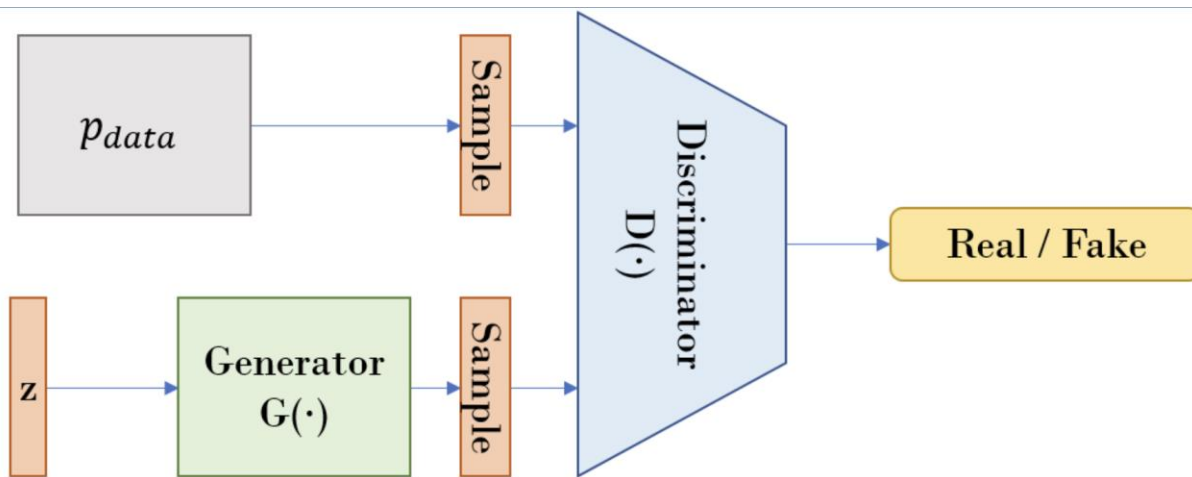 p_data
Sample
Discriminator
D(·)
Real / Fake
z
Generator
G(·)
Sample